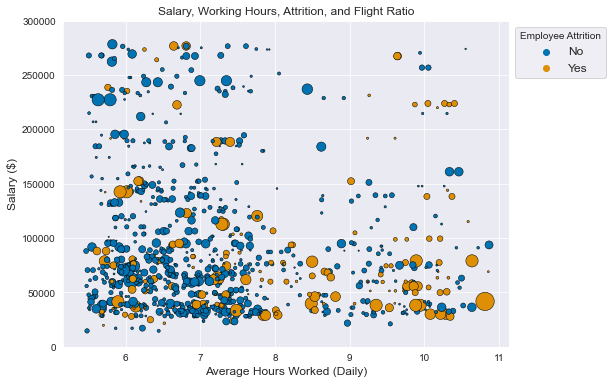 Salary, Working Hours, Attrition, and Flight Ratio
300000
250000
200000
150000
100000
50000
0
Salary ($)
6
7
8
9
10
11
Average Hours Worked (Daily)
Employee Attrition
No
Yes